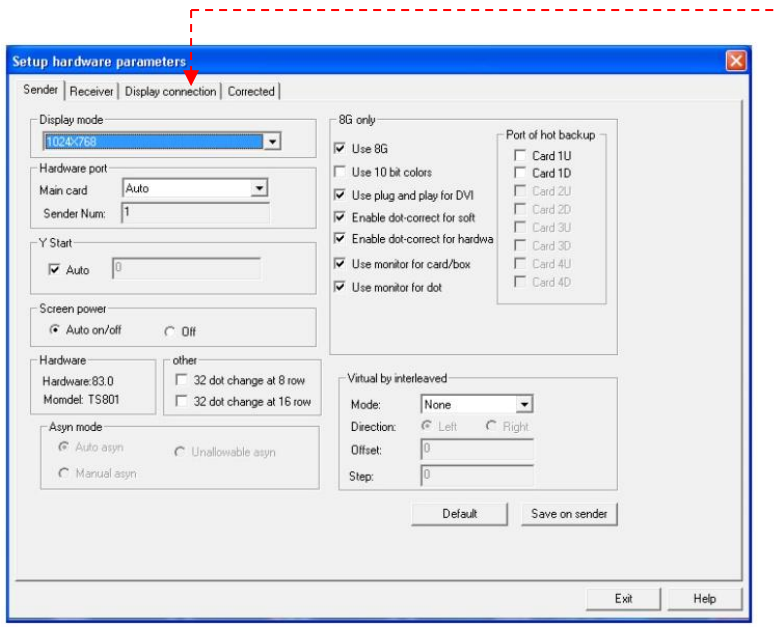 Setup hardware parameters
Sender Receiver Display connection Corrected
Display mode
1024X768
Hardware port
Main card Auto
Sender Num: 1
Y Start
Auto 0
Screen power
Auto on/off Off
Hardware
Hardware:83.0
Momdel: TS801
other
32 dot change at 8 row
32 dot change at 16 row
Asyn mode
Auto asyn Unallowable asyn
Manual asyn
8G only
Use 8G
Use 10 bit colors
Use plug and play for DVI
Enable dot-correct for soft
Enable dot-correct for hardwa
Use monitor for card/box
Use monitor for dot
Port of hot backup
Card 1U
Card 1D
Card 2U
Card 2D
Card 3U
Card 3D
Card 4U
Card 4D
Virtual by interleaved
Mode: None
Direction: Left Right
Offset: 0
Step: 0
Default Save on sender
Exit Help